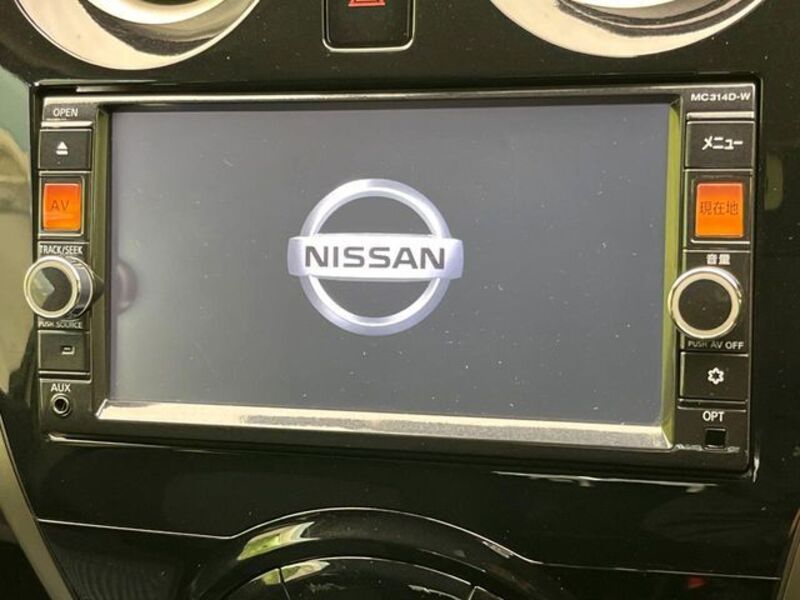 OPEN
MC314D-W
メニュー
AV
現在地
TRACK/SEEK
音量
NISSAN
PUSH SOURCE
PUSH AV OFF
AUX
OPT